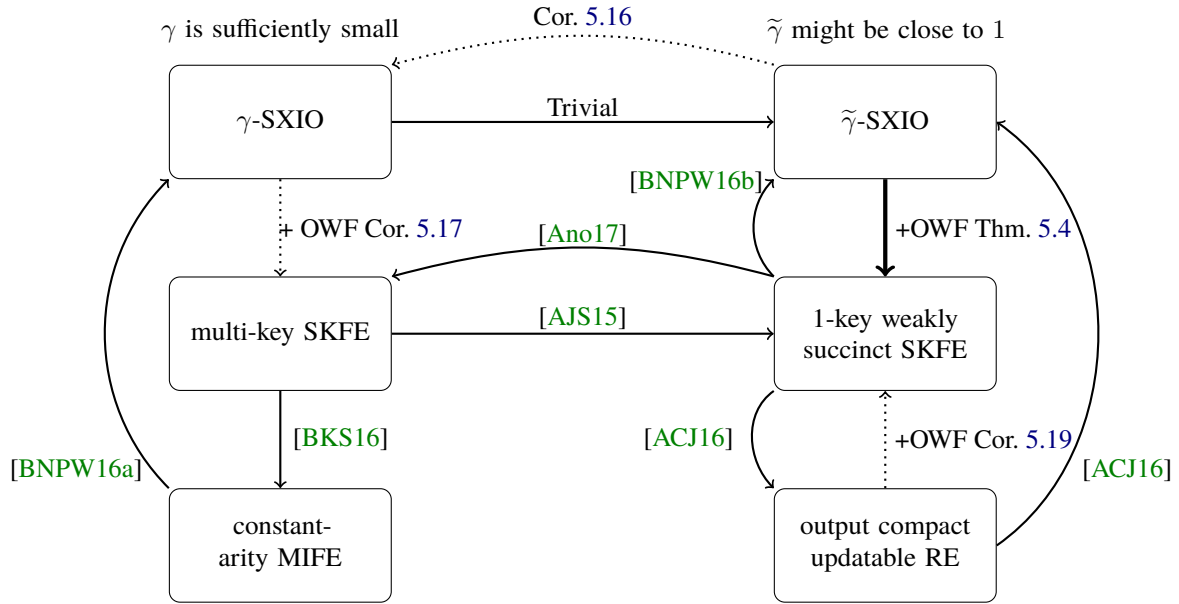 Cor. 5.16
γ is sufficiently small
γ̃ might be close to 1
γ-SXIO
Trivial
γ̃-SXIO
[BNPW16b]
+ OWF Cor. 5.17
[Ano17]
+OWF Thm. 5.4
multi-key SKFE
[AJS15]
1-key weakly
succinct SKFE
[BKS16]
[ACJ16]
+OWF Cor. 5.19
[BNPW16a]
[ACJ16]
constant-
arity MIFE
output compact
updatable RE